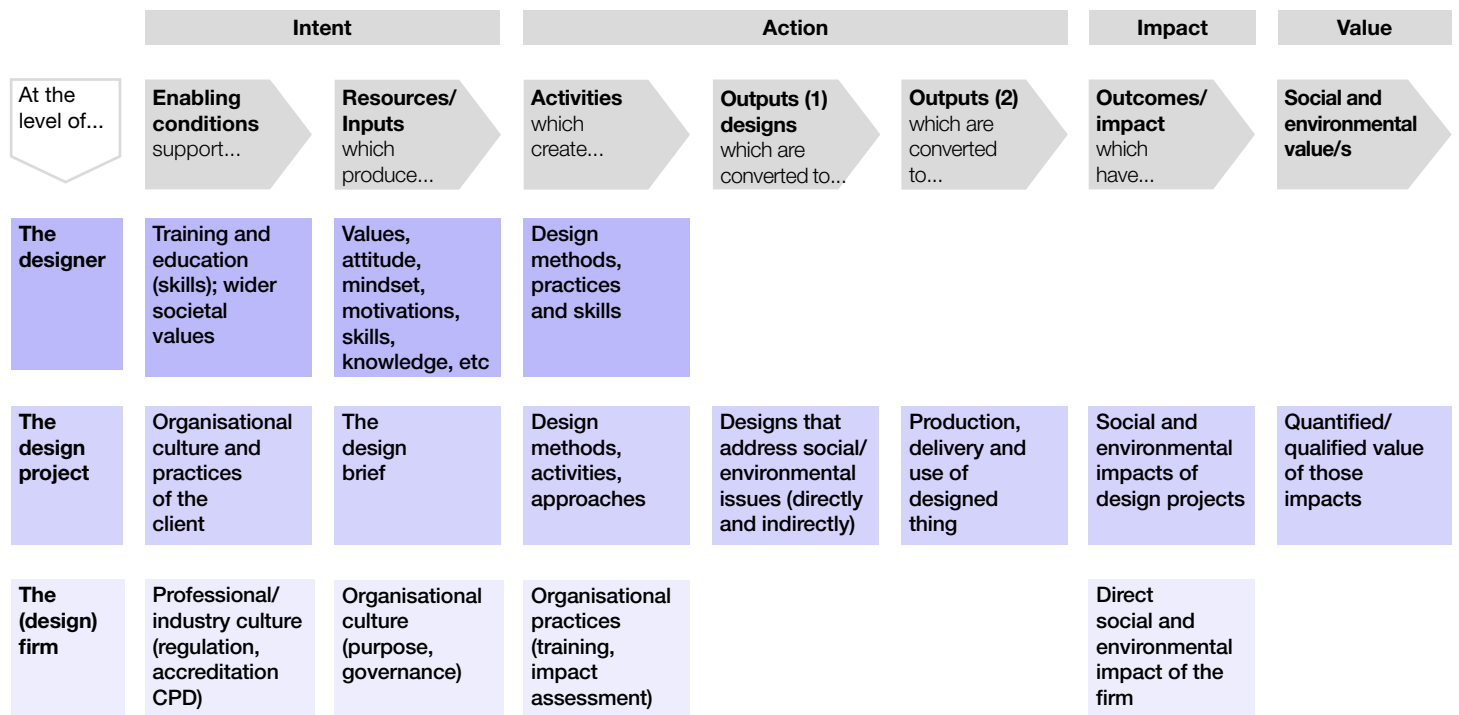 Intent
Action
Impact
Value
At the
level of...
Enabling
conditions
support...
Resources/
Inputs
which
produce...
Activities
which
create...
Outputs (1)
designs
which are
converted to...
Outputs (2)
which are
converted
to...
Outcomes/
impact
which
have...
Social and
environmental
value/s
The
designer
Training and
education
(skills); wider
societal
values
Values,
attitude,
mindset,
motivations,
skills,
knowledge, etc
Design
methods,
practices
and skills
The
design
project
Organisational
culture and
practices
of the
client
The
design
brief
Design
methods,
activities,
approaches
Designs that
address social/
environmental
issues (directly
and indirectly)
Production,
delivery and
use of
designed
thing
Social and
environmental
impacts of
design projects
Quantified/
qualified value
of those
impacts
The
(design)
firm
Professional/
industry culture
(regulation,
accreditation
CPD)
Organisational
culture
(purpose,
governance)
Organisational
practices
(training,
impact
assessment)
Direct
social and
environmental
impact of the
firm